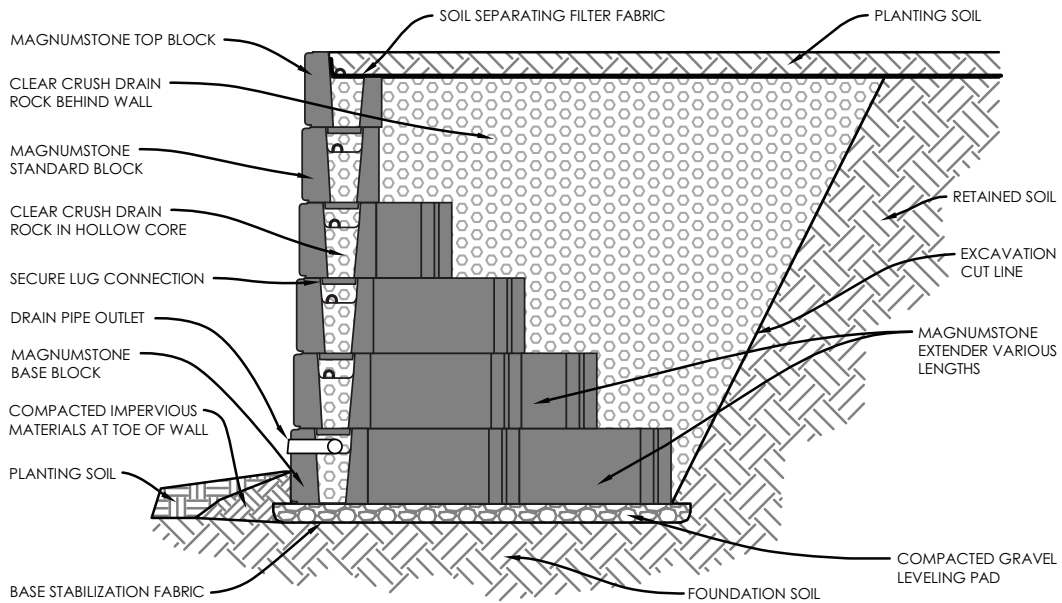 SOIL SEPARATING FILTER FABRIC
PLANTING SOIL
MAGNUMSTONE TOP BLOCK
CLEAR CRUSH DRAIN
ROCK BEHIND WALL
MAGNUMSTONE
STANDARD BLOCK
CLEAR CRUSH DRAIN
ROCK IN HOLLOW CORE
SECURE LUG CONNECTION
DRAIN PIPE OUTLET
MAGNUMSTONE
BASE BLOCK
COMPACTED IMPERVIOUS
MATERIALS AT TOE OF WALL
PLANTING SOIL
BASE STABILIZATION FABRIC
RETAINED SOIL
EXCAVATION
CUT LINE
MAGNUMSTONE
EXTENDER VARIOUS
LENGTHS
COMPACTED GRAVEL
LEVELING PAD
FOUNDATION SOIL